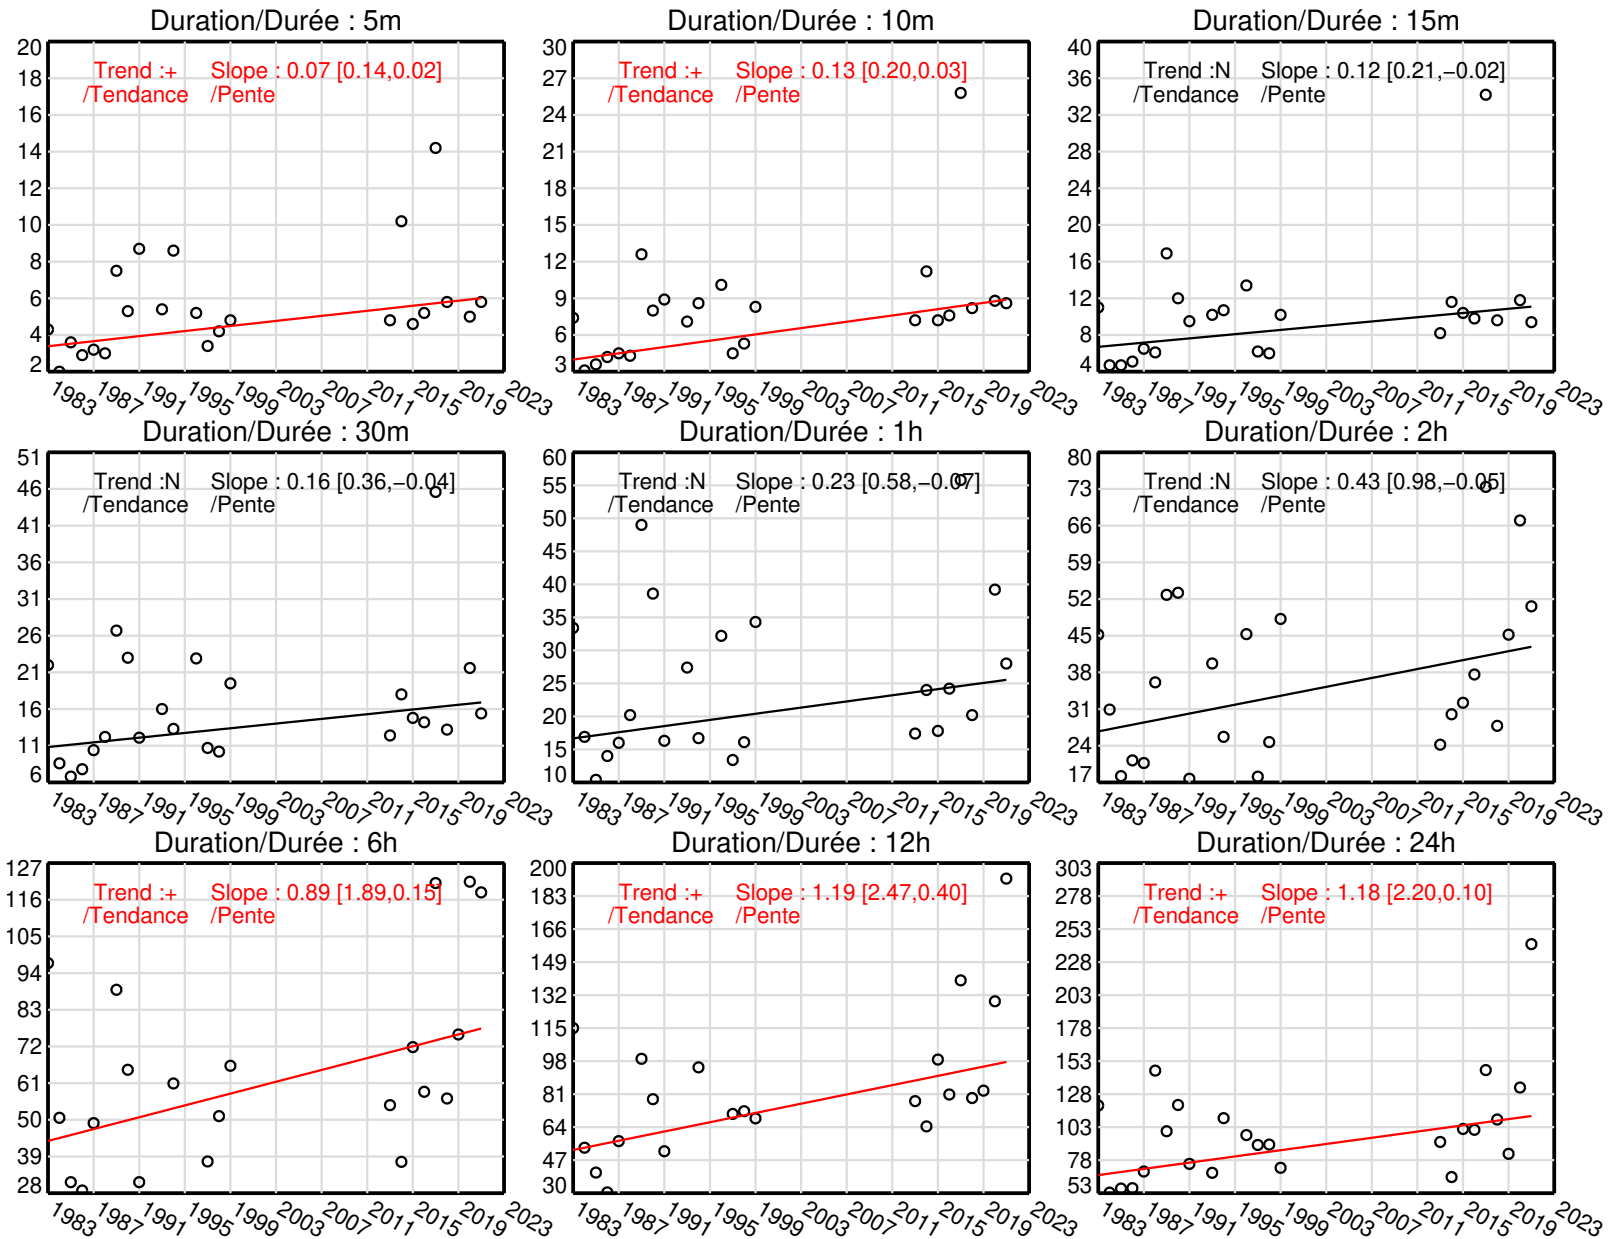 Duration/Durée : 5m
Trend :+ Slope : 0.07 [0.14,0.02]
/Tendance /Pente
20
18
16
14
12
10
8
6
4
2
1983 1987 1991 1995 1999 2003 2007 2011 2015 2019 2023
Duration/Durée : 10m
Trend :+ Slope : 0.13 [0.20,0.03]
/Tendance /Pente
30
27
24
21
18
15
12
9
6
3
1983 1987 1991 1995 1999 2003 2007 2011 2015 2019 2023
Duration/Durée : 15m
Trend :N Slope : 0.12 [0.21,−0.02]
/Tendance /Pente
40
36
32
28
24
20
16
12
8
4
1983 1987 1991 1995 1999 2003 2007 2011 2015 2019 2023
Duration/Durée : 30m
Trend :N Slope : 0.16 [0.36,−0.04]
/Tendance /Pente
51
46
41
36
31
26
21
16
11
6
1983 1987 1991 1995 1999 2003 2007 2011 2015 2019 2023
Duration/Durée : 1h
Trend :N Slope : 0.23 [0.58,−0.07]
/Tendance /Pente
60
55
50
45
40
35
30
25
20
15
10
1983 1987 1991 1995 1999 2003 2007 2011 2015 2019 2023
Duration/Durée : 2h
Trend :N Slope : 0.43 [0.98,−0.05]
/Tendance /Pente
80
73
66
59
52
45
38
31
24
17
1983 1987 1991 1995 1999 2003 2007 2011 2015 2019 2023
Duration/Durée : 6h
Trend :+ Slope : 0.89 [1.89,0.15]
/Tendance /Pente
127
116
105
94
83
72
61
50
39
28
1983 1987 1991 1995 1999 2003 2007 2011 2015 2019 2023
Duration/Durée : 12h
Trend :+ Slope : 1.19 [2.47,0.40]
/Tendance /Pente
200
183
166
149
132
115
98
81
64
47
30
1983 1987 1991 1995 1999 2003 2007 2011 2015 2019 2023
Duration/Durée : 24h
Trend :+ Slope : 1.18 [2.20,0.10]
/Tendance /Pente
303
278
253
228
203
178
153
128
103
78
53
1983 1987 1991 1995 1999 2003 2007 2011 2015 2019 2023